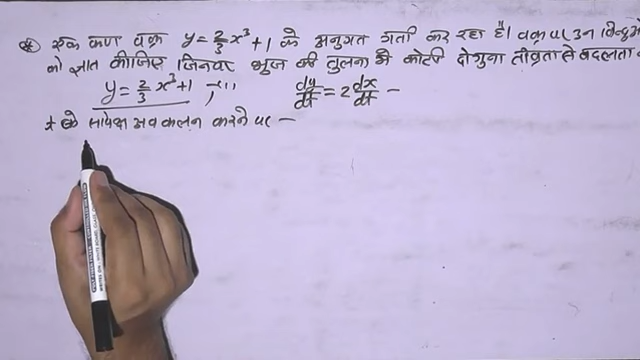 एक कण वक्र y = 2/3 x³ + 1 के अनुगत गती कर रहा है। वक्र पर उन बिन्दुओ
को ज्ञात कीजिए जिनपर भुज की तुलना में कोटी दोगुना तीव्रता से बदलता
y = 2/3 x³ + 1 dy/dt = 2 dx/dt —
t के सापेक्ष अवकलन करने पर —